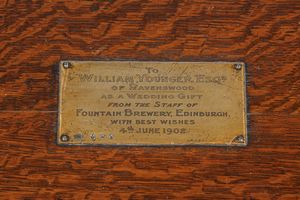 TO
WILLIAM YOUNGER, ESQRE
OF RAVENSWOOD
AS A WEDDING GIFT
FROM THE STAFF OF
FOUNTAIN BREWERY, EDINBURGH,
WITH BEST WISHES
4TH JUNE 1902